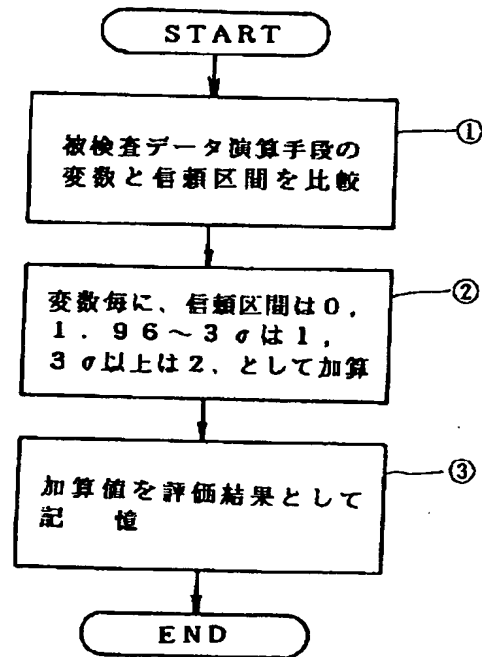 START
被検査データ演算手段の
変数と信頼区間を比較
①
変数毎に、信頼区間は0,
1.96～3σは1,
3σ以上は2、として加算
②
加算値を評価結果として
記 憶
③
END